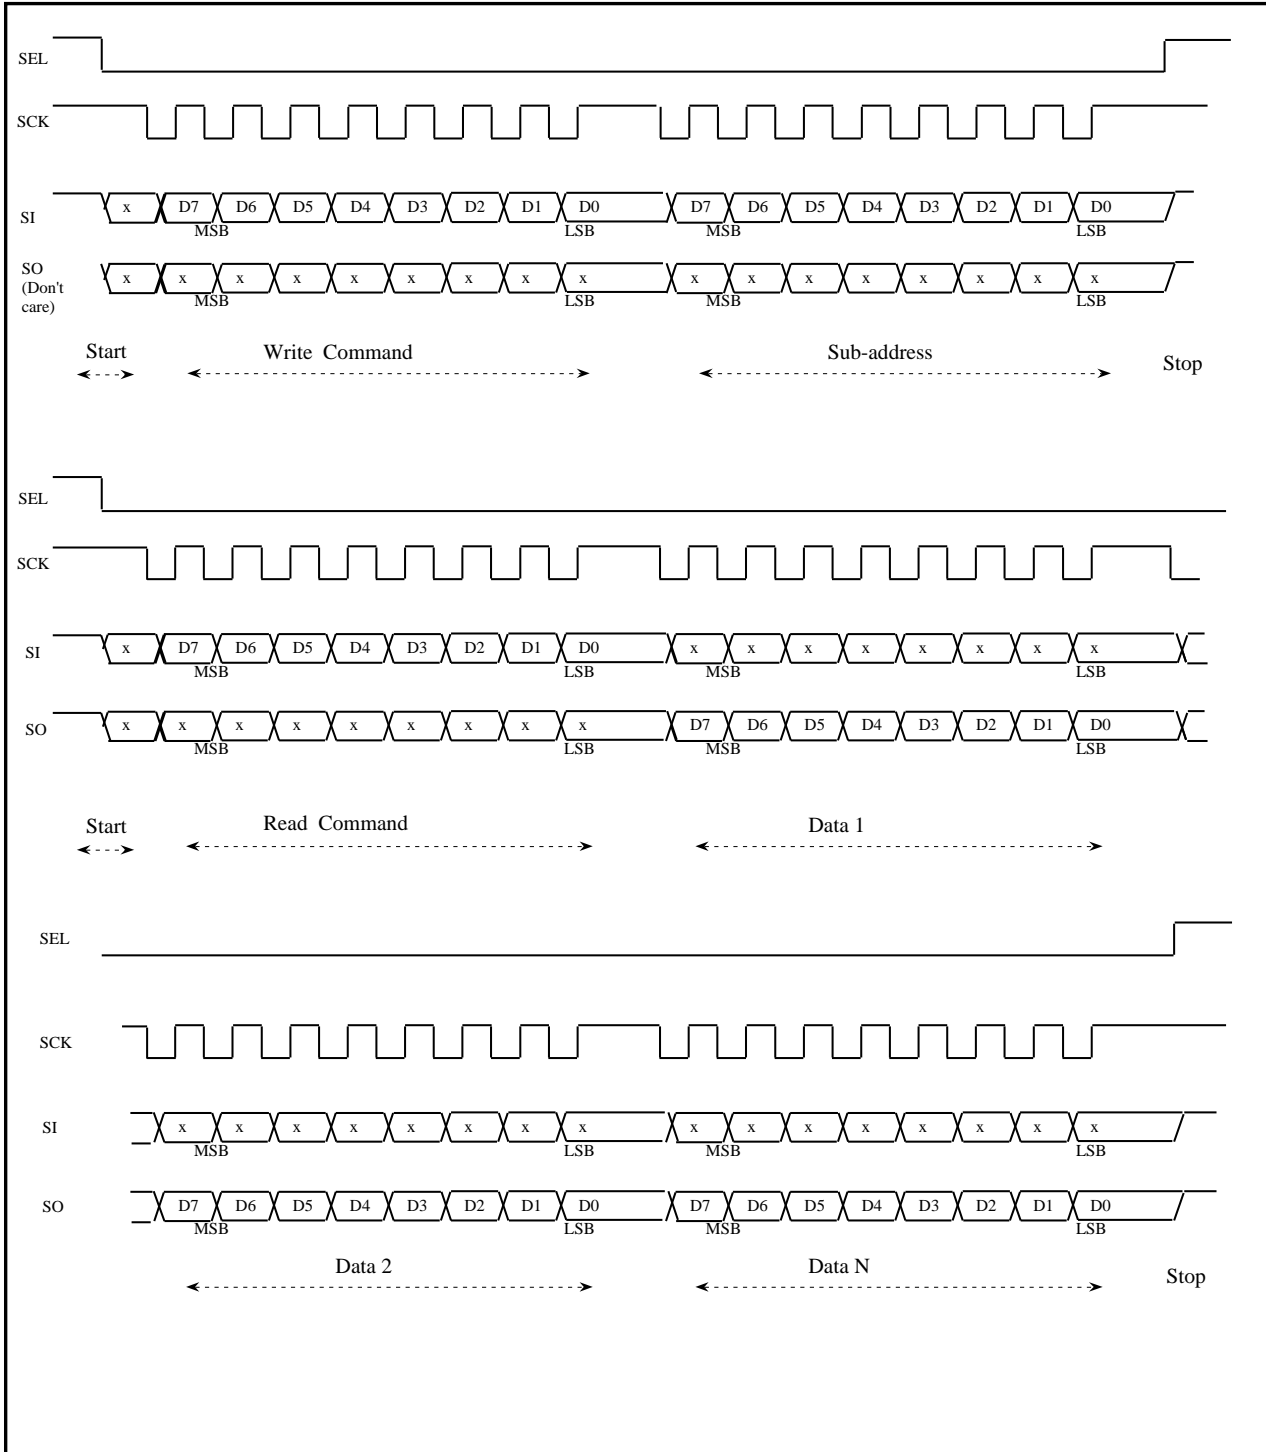 SEL
SCK
SI x D7 D6 D5 D4 D3 D2 D1 D0 D7 D6 D5 D4 D3 D2 D1 D0
MSB LSB MSB LSB
SO
(Don't
care)
x x x x x x x x x x x x x x x x x
MSB LSB MSB LSB
Start Write Command Sub-address Stop
SEL
SCK
SI x D7 D6 D5 D4 D3 D2 D1 D0 x x x x x x x x
MSB LSB MSB LSB
SO x x x x x x x x x D7 D6 D5 D4 D3 D2 D1 D0
MSB LSB MSB LSB
Start Read Command Data 1
SEL
SCK
SI x x x x x x x x x x x x x x x x
MSB LSB MSB LSB
SO D7 D6 D5 D4 D3 D2 D1 D0 D7 D6 D5 D4 D3 D2 D1 D0
MSB LSB MSB LSB
Data 2 Data N Stop